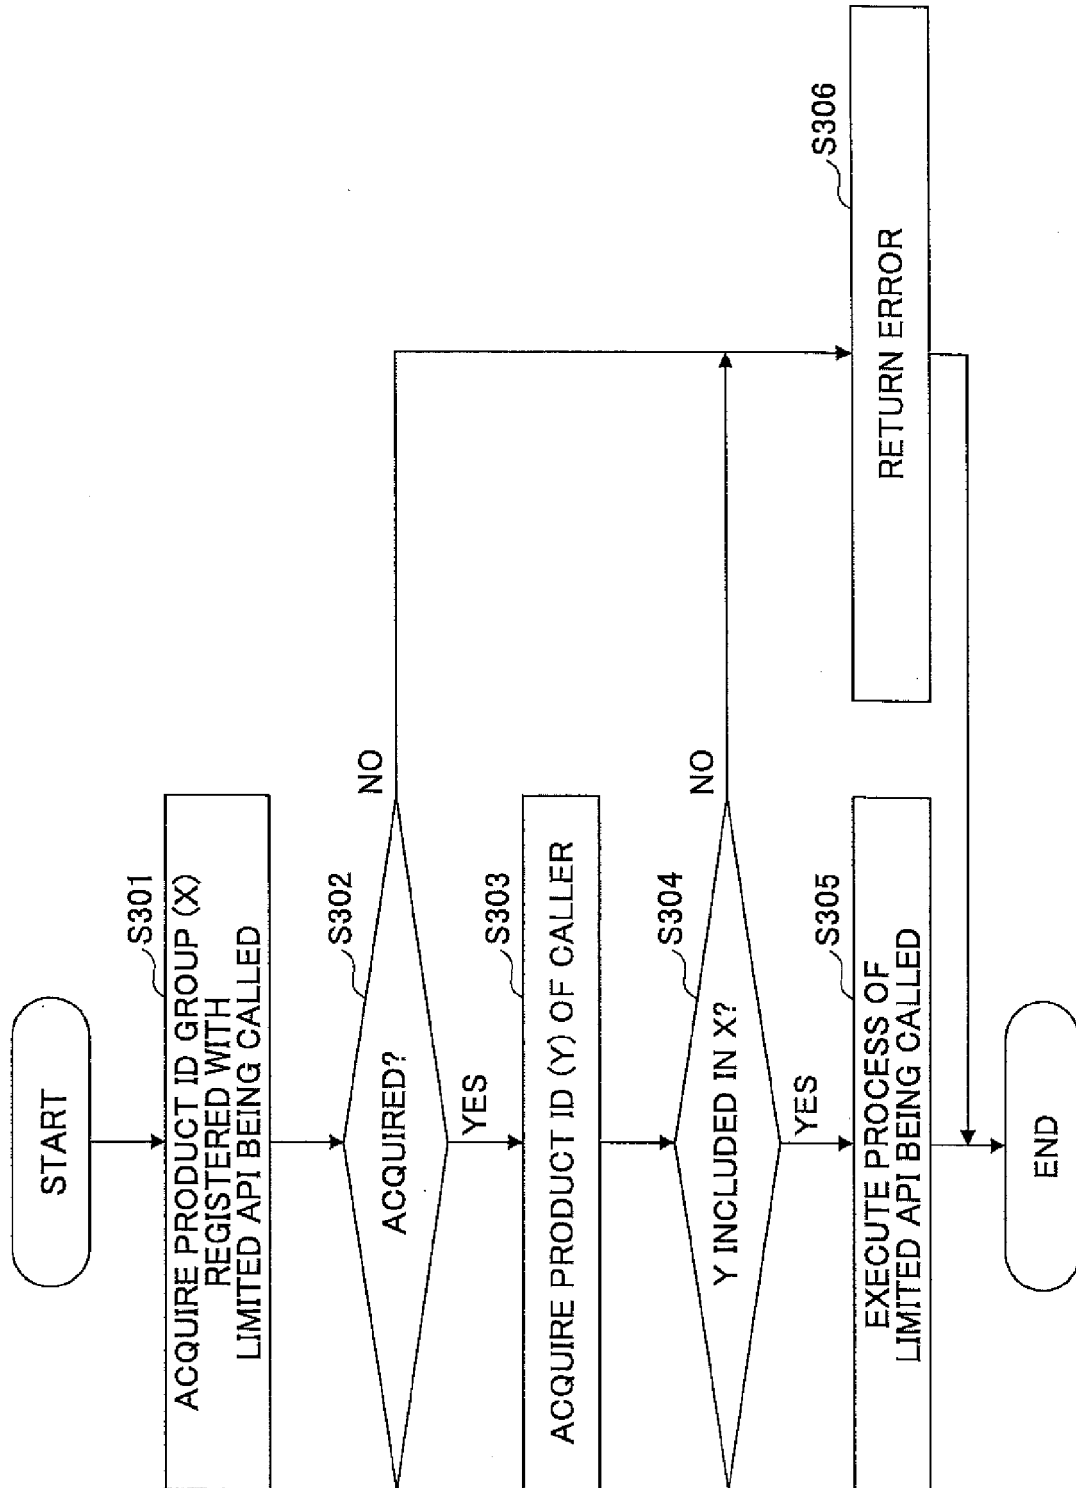 START
S301
ACQUIRE PRODUCT ID GROUP (X)
REGISTERED WITH
LIMITED API BEING CALLED
S302
ACQUIRED?
NO
YES
S303
ACQUIRE PRODUCT ID (Y) OF CALLER
S304
Y INCLUDED IN X?
NO
YES
S305
EXECUTE PROCESS OF
LIMITED API BEING CALLED
S306
RETURN ERROR
END